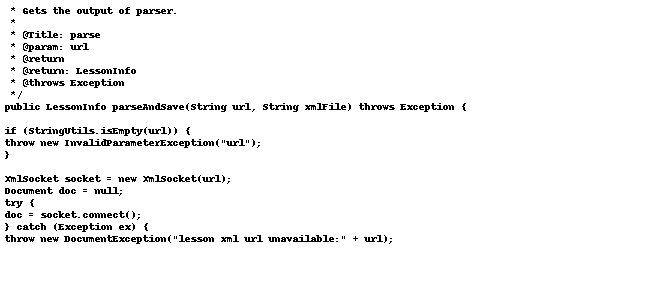 * Gets the output of parser.
*
* @Title: parse
* @param: url
* @return
* @return: LessonInfo
* @throws Exception
*/
public LessonInfo parseAndSave(String url, String xmlFile) throws Exception {
if (StringUtils.isEmpty(url)) {
throw new InvalidParameterException("url");
}
XmlSocket socket = new XmlSocket(url);
Document doc = null;
try {
doc = socket.connect();
} catch (Exception ex) {
throw new DocumentException("lesson xml url unavailable:" + url);